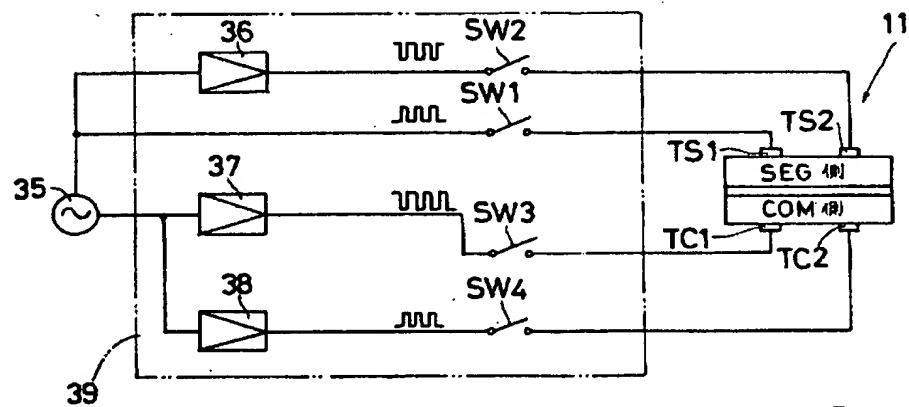 36
SW2
11
SW1
TS1
TS2
35
37
SEG 側
COM 側
SW3
TC1
TC2
38
SW4
39